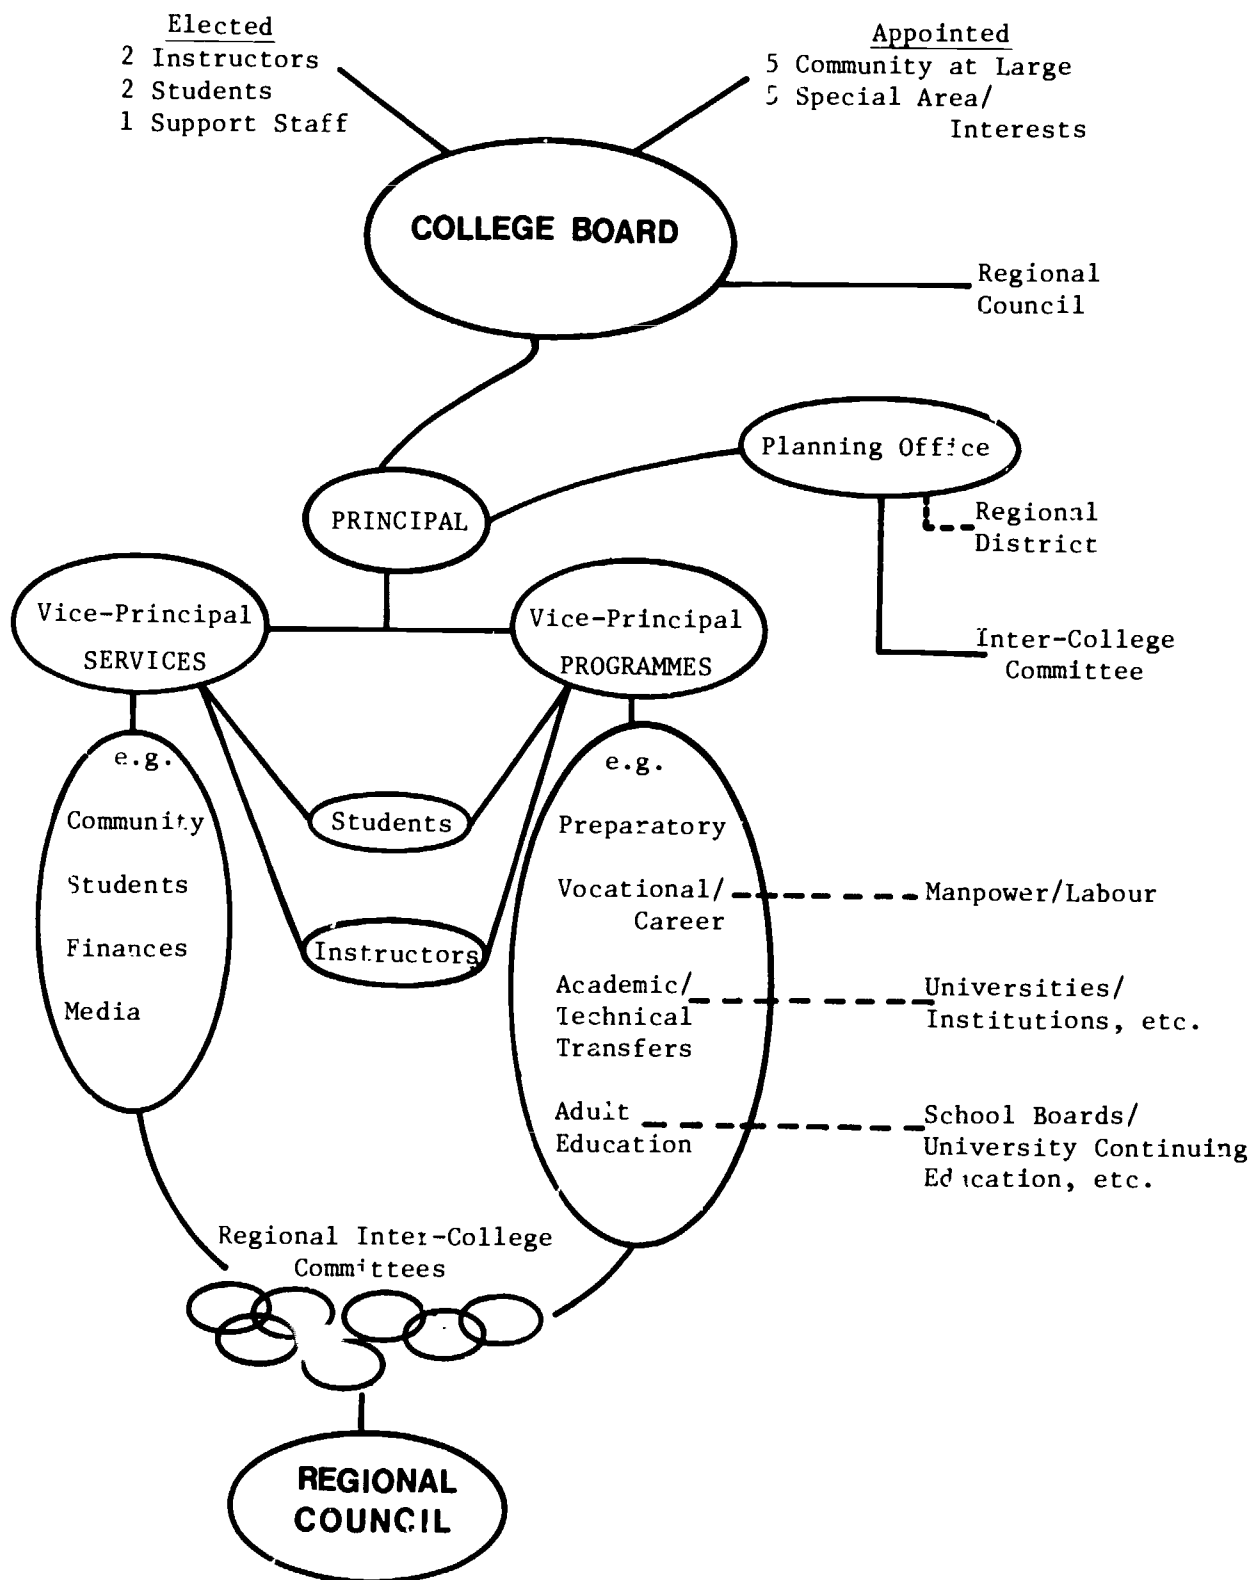 Elected
2 Instructors
2 Students
1 Support Staff
Appointed
5 Community at Large
5 Special Area/
Interests
COLLEGE BOARD
Regional
Council
Planning Office
PRINCIPAL
Regional
District
Vice-Principal
SERVICES
Vice-Principal
PROGRAMMES
Inter-College
Committee
e.g.
Community
Students
Finances
Media
Students
Instructors
e.g.
Preparatory
Vocational/
Career
Academic/
Technical
Transfers
Adult
Education
Manpower/Labour
Universities/
Institutions, etc.
School Boards/
University Continuing
Education, etc.
Regional Inter-College
Committees
REGIONAL
COUNCIL